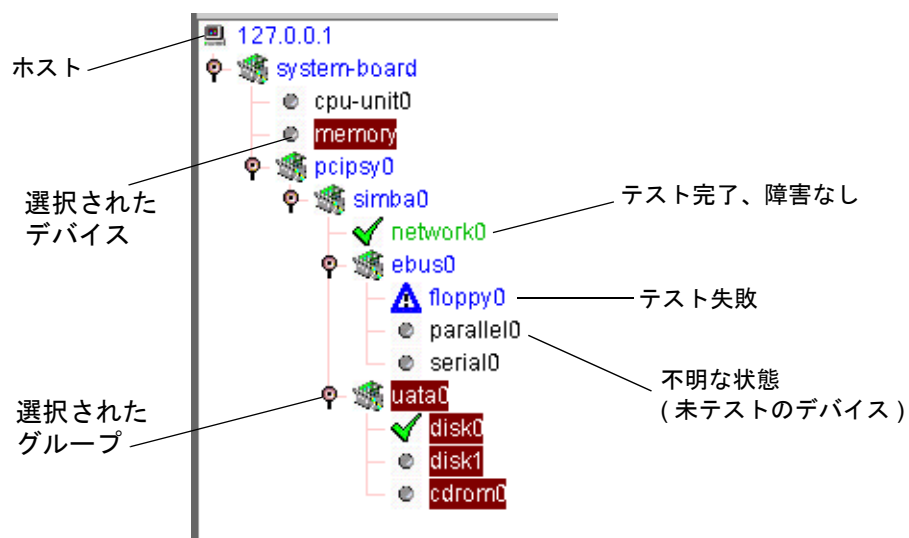 127.0.0.1
ホスト
system-board
cpu-unit0
memory
pcipsy0
選択された
デバイス
simba0
テスト完了、障害なし
network0
ebus0
floppy0
テスト失敗
parallel0
serial0
不明な状態
( 未テストのデバイス )
uata0
選択された
グループ
disk0
disk1
cdrom0